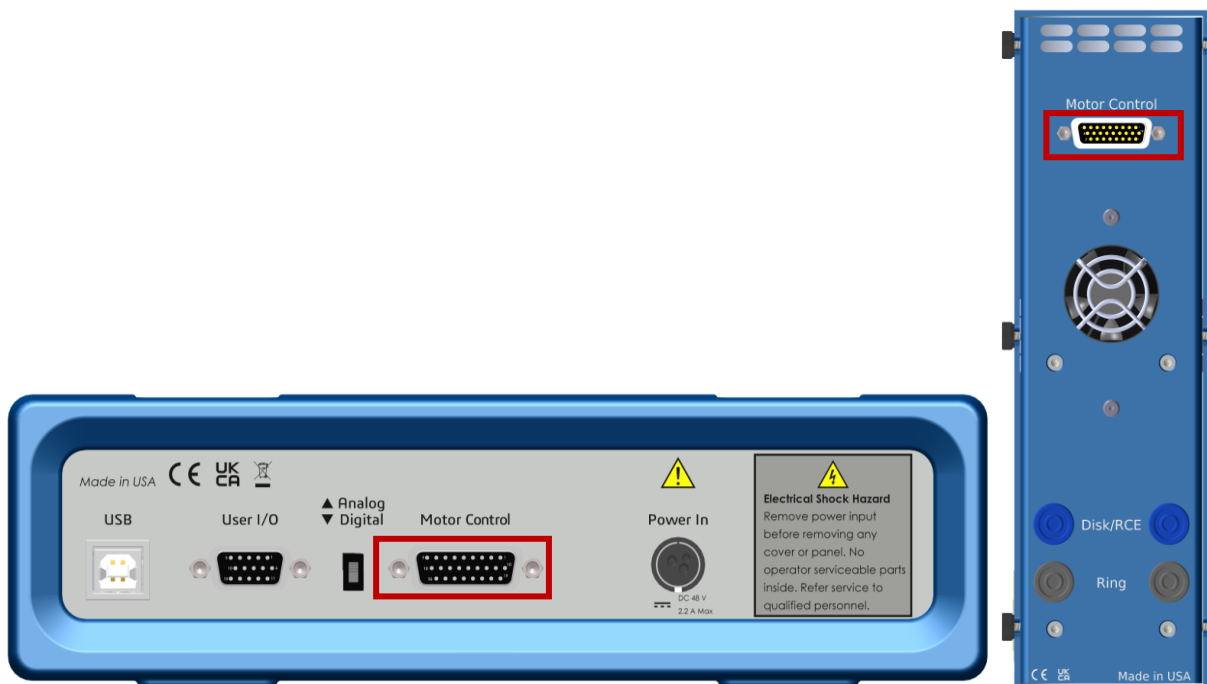 Motor Control
Made in USA CE UK CA
▲ Analog
▼ Digital
USB
User I/O
Motor Control
Power In
DC 48 V
2.2 A Max
Electrical Shock Hazard
Remove power input
before removing any
cover or panel. No
operator serviceable parts
inside. Refer service to
qualified personnel.
Disk/RCE
Ring
CE UK CA
Made in USA